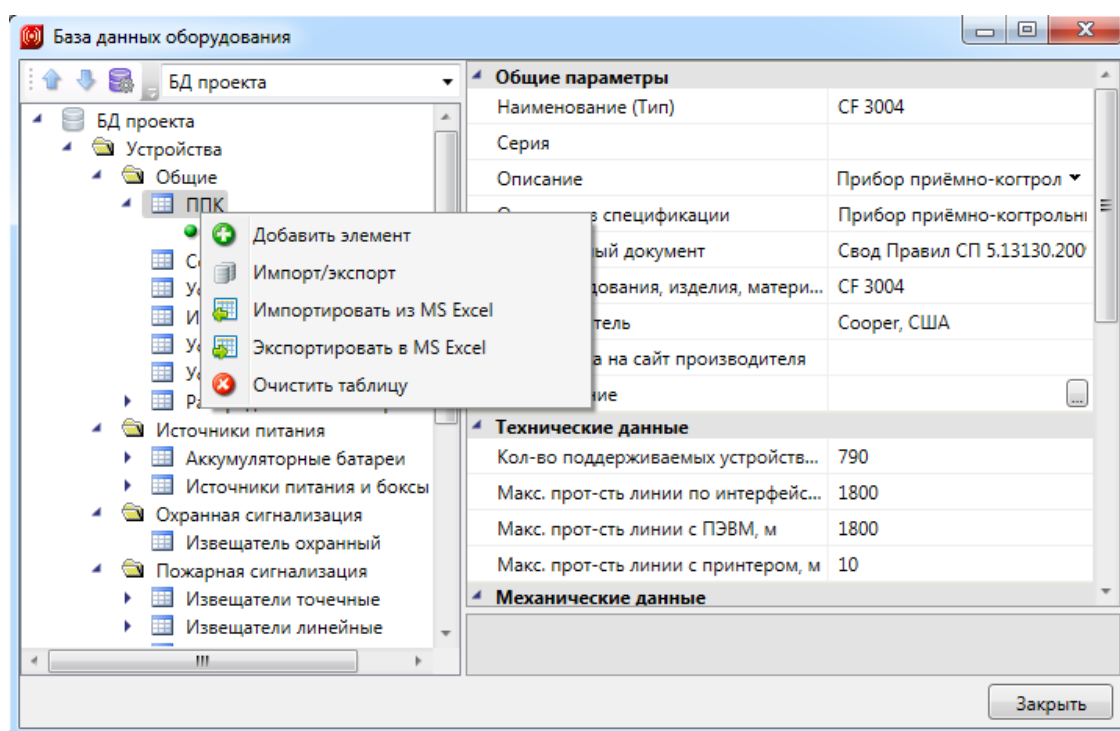 База данных оборудования
БД проекта
БД проекта
Устройства
Общие
ППК
Источники питания
Аккумуляторные батареи
Источники питания и боксы
Охранная сигнализация
Извещатель охранный
Пожарная сигнализация
Извещатели точечные
Извещатели линейные
Добавить элемент
Импорт/экспорт
Импортировать из MS Excel
Экспортировать в MS Excel
Очистить таблицу
Общие параметры
Наименование (Тип) CF 3004
Серия
Описание Прибор приёмно-когтрол
спецификации Прибор приёмно-когтрольны
документ Свод Правил СП 5.13130.200
изделия, матери... CF 3004
Cooper, США
на сайт производителя
...
Технические данные
Кол-во поддерживаемых устройств... 790
Макс. прот-сть линии по интерфейс... 1800
Макс. прот-сть линии с ПЭВМ, м 1800
Макс. прот-сть линии с принтером, м 10
Механические данные
Закрыть